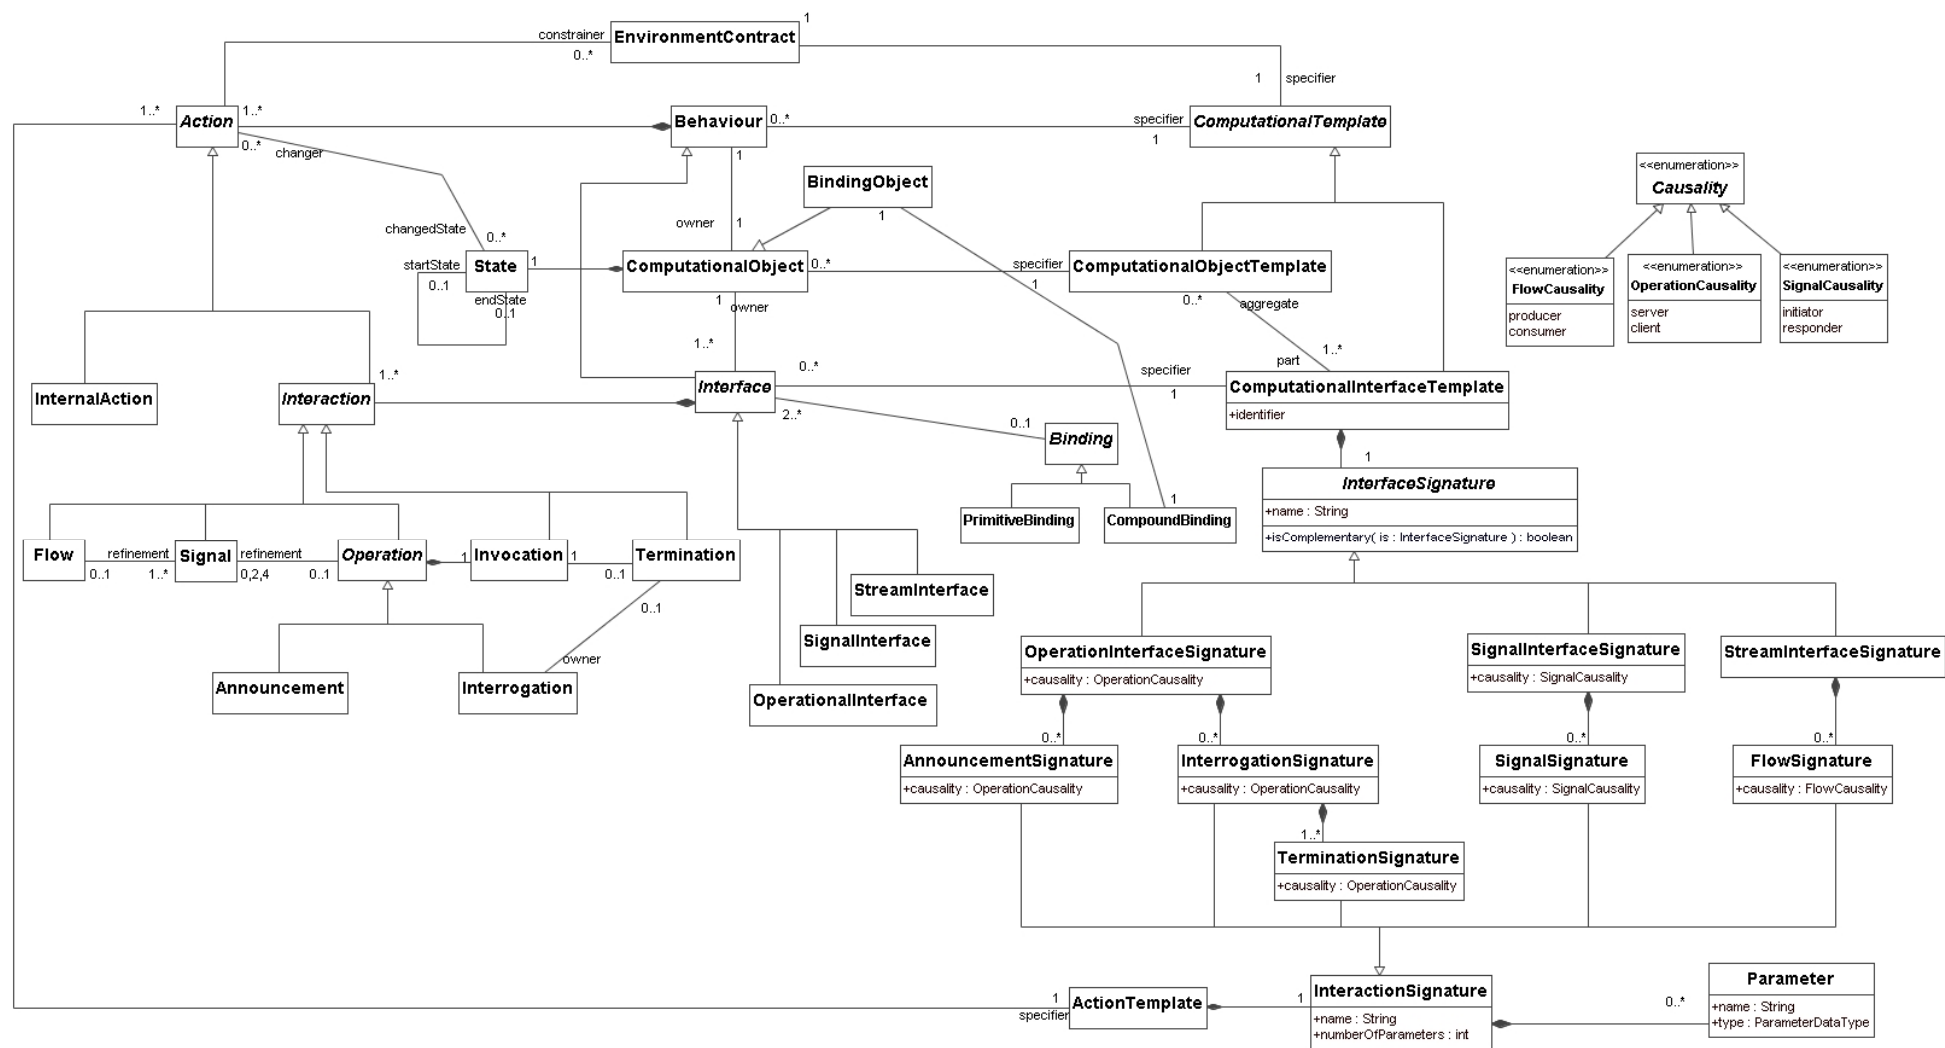 1
constrainer
EnvironmentContract
0..*
1
specifier
1..*
1..*
Action
Behaviour
0..*
specifier
ComputationalTemplate
0..*
changer
1
1
<<enumeration>>
Causality
BindingObject
1
changedState
0..*
owner
1
startState
State
1
ComputationalObject
0..*
specifier
ComputationalObjectTemplate
0..1
endState
0..1
1
owner
1
0..*
aggregate
<<enumeration>>
FlowCausality
producer
consumer
<<enumeration>>
OperationCausality
server
client
<<enumeration>>
SignalCausality
initiator
responder
1..*
0..*
1..*
part
specifier
1
InternalAction
1..*
Interaction
Interface
ComputationalInterfaceTemplate
+identifier
2..*
0..1
Binding
1
InterfaceSignature
+name : String
+isComplementary( is : InterfaceSignature ) : boolean
1
PrimitiveBinding
CompoundBinding
Flow
refinement
0..1
1..*
Signal
refinement
0,2,4
0..1
Operation
1
Invocation
1
0..1
Termination
StreamInterface
0..1
SignalInterface
owner
Announcement
Interrogation
OperationalInterface
OperationInterfaceSignature
+causality : OperationCausality
SignalInterfaceSignature
+causality : SignalCausality
StreamInterfaceSignature
0..*
0..*
0..*
0..*
AnnouncementSignature
+causality : OperationCausality
InterrogationSignature
+causality : OperationCausality
SignalSignature
+causality : SignalCausality
FlowSignature
+causality : FlowCausality
1..*
TerminationSignature
+causality : OperationCausality
1
specifier
ActionTemplate
1
InteractionSignature
+name : String
+numberOfParameters : int
0..*
Parameter
+name : String
+type : ParameterDataType